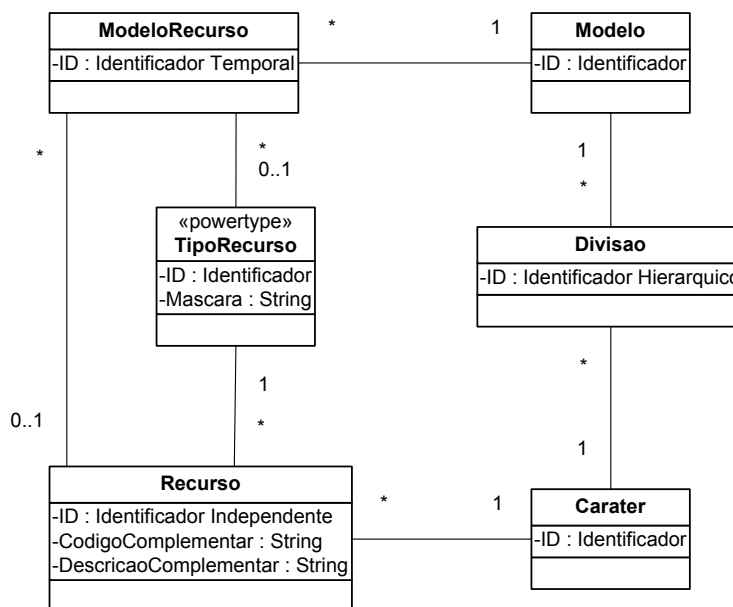 ModeloRecurso
-ID : Identificador Temporal
*
1
Modelo
-ID : Identificador
*
*
0..1
1
*
«powertype»
TipoRecurso
-ID : Identificador
-Mascara : String
Divisao
-ID : Identificador Hierarquico
1
*
*
1
0..1
Recurso
-ID : Identificador Independente
-CodigoComplementar : String
-DescricaoComplementar : String
*
1
Carater
-ID : Identificador